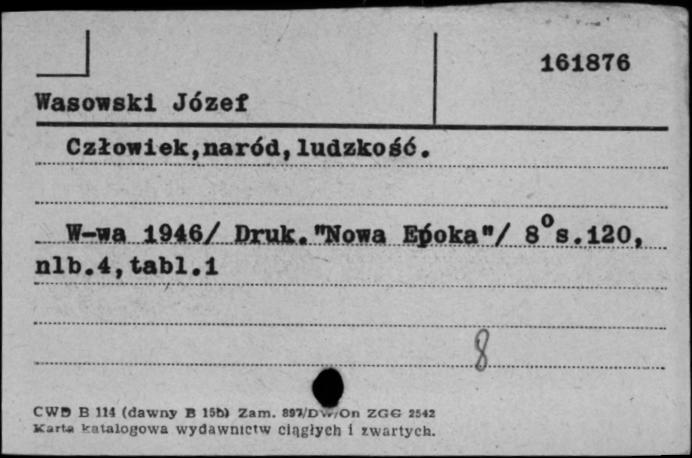 161876
Wasowski Józef
Człowiek,naród,ludzkość.
W-wa 1946/ Druk."Nowa Epoka"/ 8°s.120,
nlb.4,tabl.1
8
CWD B 114 (dawny B 15b) Zam. 897/DW/On ZGG 2542
Karta katalogowa wydawnictw ciągłych i zwartych.